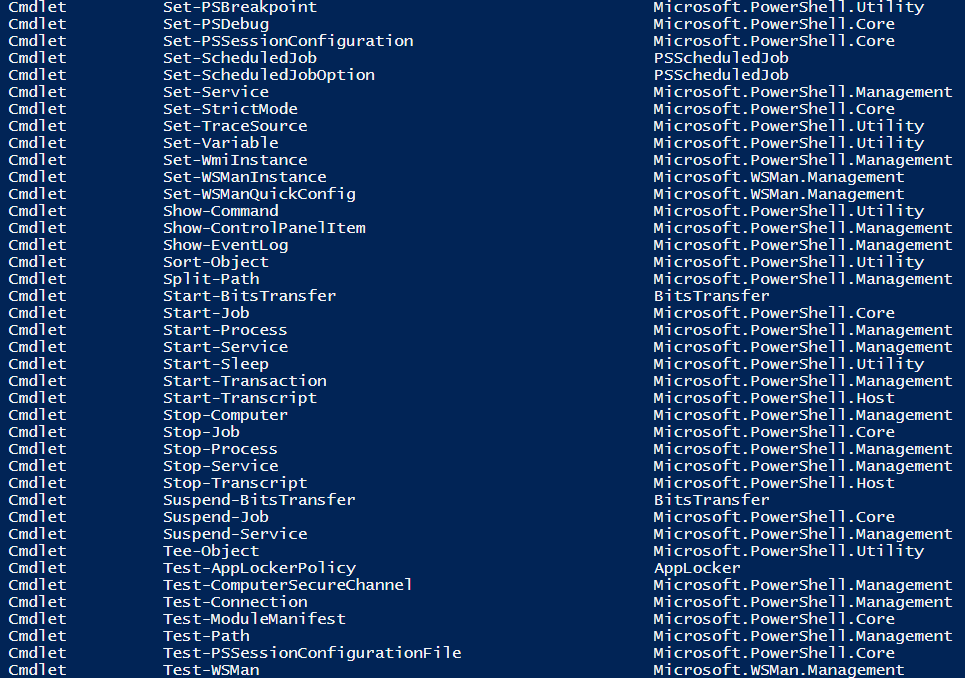 Cmdlet Set-PSBreakpoint Microsoft.PowerShell.Utility
Cmdlet Set-PSDebug Microsoft.PowerShell.Core
Cmdlet Set-PSSessionConfiguration Microsoft.PowerShell.Core
Cmdlet Set-ScheduledJob PSScheduledJob
Cmdlet Set-ScheduledJobOption PSScheduledJob
Cmdlet Set-Service Microsoft.PowerShell.Management
Cmdlet Set-StrictMode Microsoft.PowerShell.Core
Cmdlet Set-TraceSource Microsoft.PowerShell.Utility
Cmdlet Set-Variable Microsoft.PowerShell.Utility
Cmdlet Set-WmiInstance Microsoft.PowerShell.Management
Cmdlet Set-WSManInstance Microsoft.WSMan.Management
Cmdlet Set-WSManQuickConfig Microsoft.WSMan.Management
Cmdlet Show-Command Microsoft.PowerShell.Utility
Cmdlet Show-ControlPanelItem Microsoft.PowerShell.Management
Cmdlet Show-EventLog Microsoft.PowerShell.Management
Cmdlet Sort-Object Microsoft.PowerShell.Utility
Cmdlet Split-Path Microsoft.PowerShell.Management
Cmdlet Start-BitsTransfer BitsTransfer
Cmdlet Start-Job Microsoft.PowerShell.Core
Cmdlet Start-Process Microsoft.PowerShell.Management
Cmdlet Start-Service Microsoft.PowerShell.Management
Cmdlet Start-Sleep Microsoft.PowerShell.Utility
Cmdlet Start-Transaction Microsoft.PowerShell.Management
Cmdlet Start-Transcript Microsoft.PowerShell.Host
Cmdlet Stop-Computer Microsoft.PowerShell.Management
Cmdlet Stop-Job Microsoft.PowerShell.Core
Cmdlet Stop-Process Microsoft.PowerShell.Management
Cmdlet Stop-Service Microsoft.PowerShell.Management
Cmdlet Stop-Transcript Microsoft.PowerShell.Host
Cmdlet Suspend-BitsTransfer BitsTransfer
Cmdlet Suspend-Job Microsoft.PowerShell.Core
Cmdlet Suspend-Service Microsoft.PowerShell.Management
Cmdlet Tee-Object Microsoft.PowerShell.Utility
Cmdlet Test-AppLockerPolicy AppLocker
Cmdlet Test-ComputerSecureChannel Microsoft.PowerShell.Management
Cmdlet Test-Connection Microsoft.PowerShell.Management
Cmdlet Test-ModuleManifest Microsoft.PowerShell.Core
Cmdlet Test-Path Microsoft.PowerShell.Management
Cmdlet Test-PSSessionConfigurationFile Microsoft.PowerShell.Core
Cmdlet Test-WSMan Microsoft.WSMan.Management